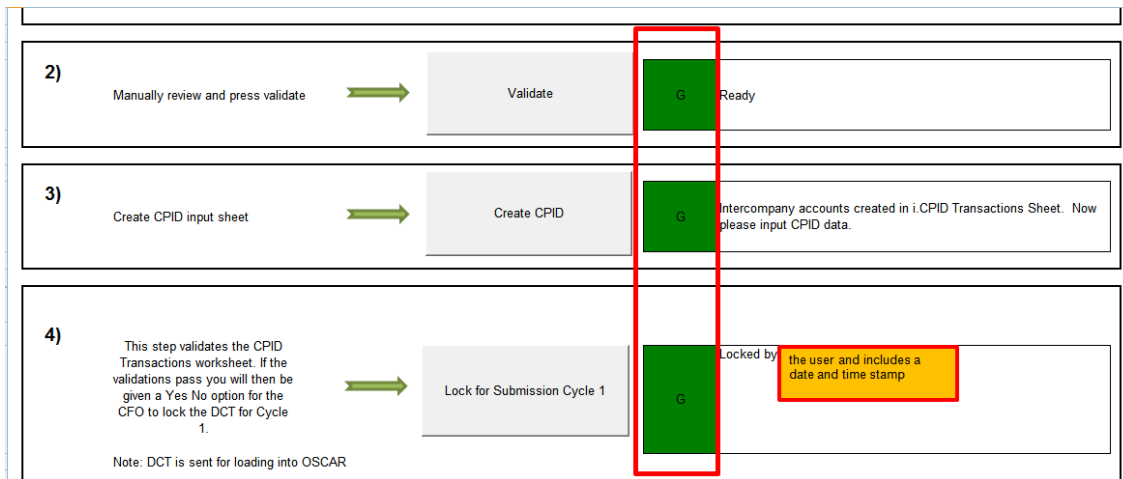 2)
Manually review and press validate
Validate
G
Ready
3)
Create CPID input sheet
Create CPID
G
Intercompany accounts created in i.CPID Transactions Sheet.  Now
please input CPID data.
4)
This step validates the CPID
Transactions worksheet. If the
validations pass you will then be
given a Yes No option for the
CFO to lock the DCT for Cycle
1.
Note: DCT is sent for loading into OSCAR
Lock for Submission Cycle 1
G
Locked by
the user and includes a
date and time stamp